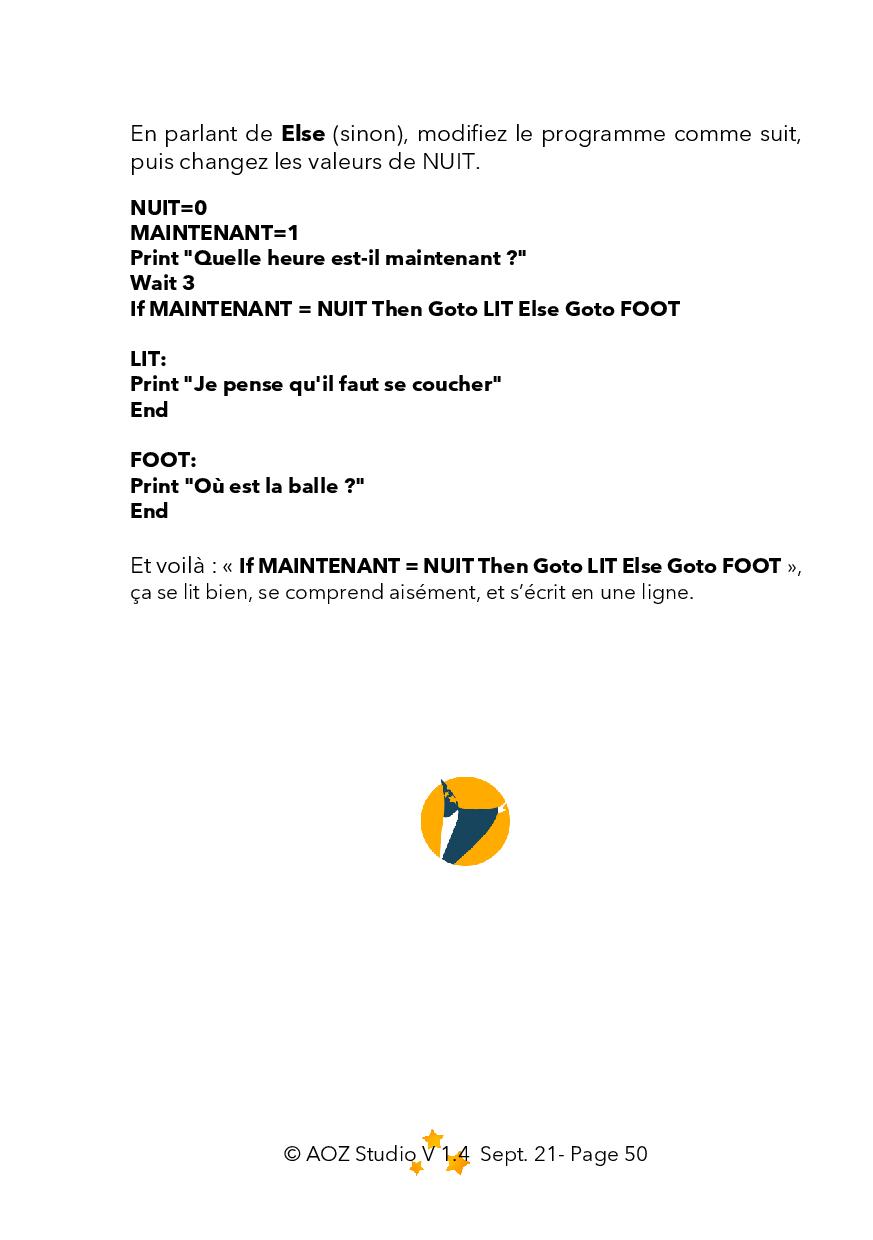 En parlant de Else (sinon), modifiez le programme comme suit,
puis changez les valeurs de NUIT.
NUIT=0
MAINTENANT=1
Print "Quelle heure est-il maintenant ?"
Wait 3
If MAINTENANT = NUIT Then Goto LIT Else Goto FOOT
LIT:
Print "Je pense qu'il faut se coucher"
End
FOOT:
Print "Où est la balle ?"
End
Et voilà : « If MAINTENANT = NUIT Then Goto LIT Else Goto FOOT »,
ça se lit bien, se comprend aisément, et s’écrit en une ligne.
© AOZ Studio V 1.4 Sept. 21- Page 50